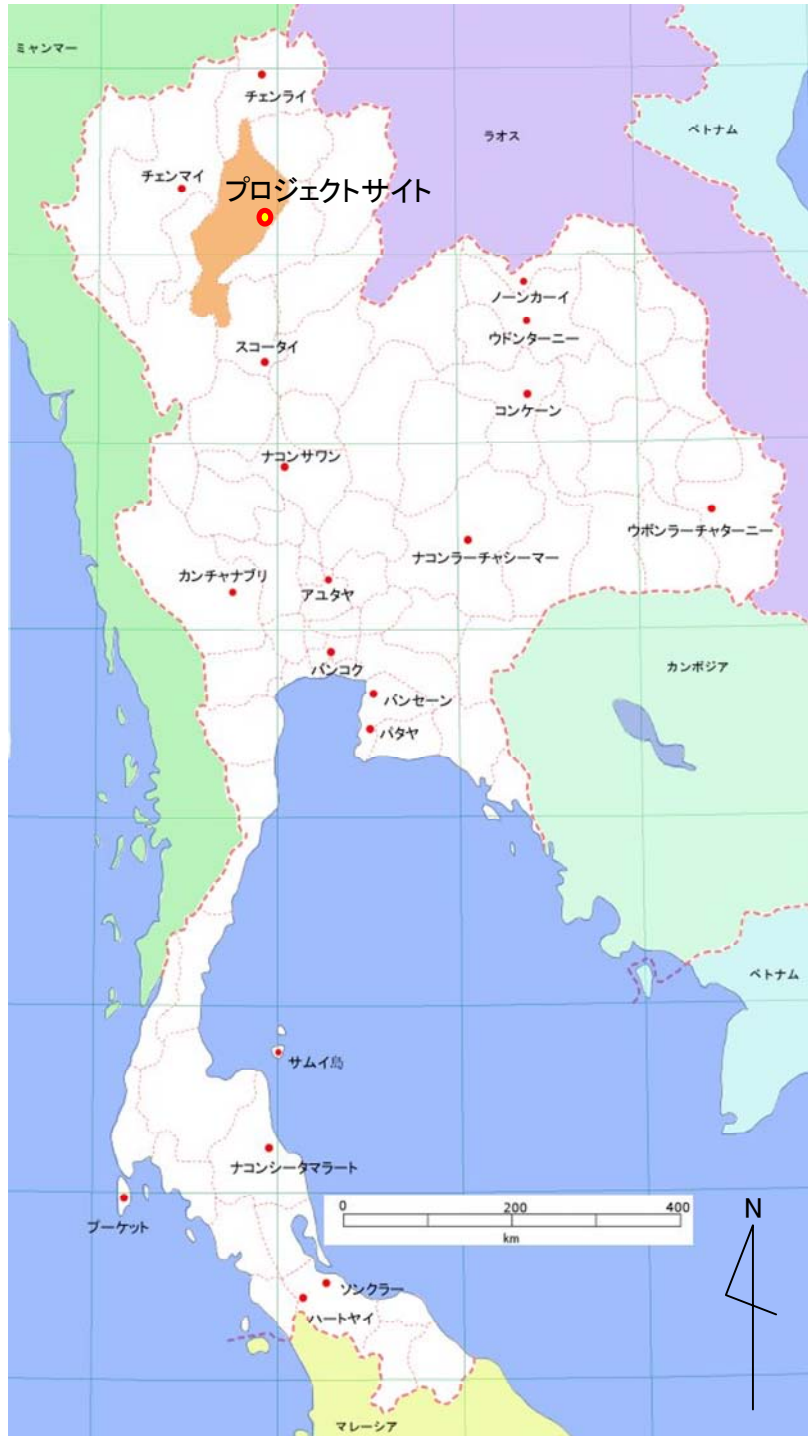 ミャンマー
チェンライ
ラオス
ベトナム
チェンマイ
プロジェクトサイト
ノーンカーイ
ウドンターニー
スコータイ
コンケーン
ナコンサワン
ウボンラーチャターニー
ナコンラーチャシーマー
カンチャナブリ
アユタヤ
バンコク
カンボジア
バンセーン
パタヤ
ベトナム
サムイ島
ナコンシータマラート
プーケット
0 200 400
km
N
ソンクラー
ハートヤイ
マレーシア